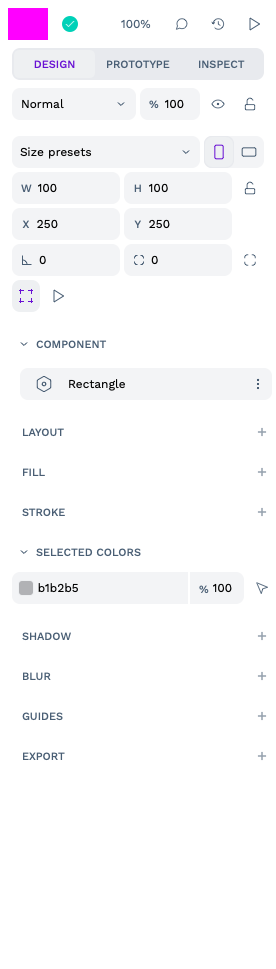 100%
DESIGN PROTOTYPE INSPECT
Normal % 100
Size presets
W 100 H 100
X 250 Y 250
0 0
COMPONENT
Rectangle
LAYOUT
FILL
STROKE
SELECTED COLORS
b1b2b5 % 100
SHADOW
BLUR
GUIDES
EXPORT